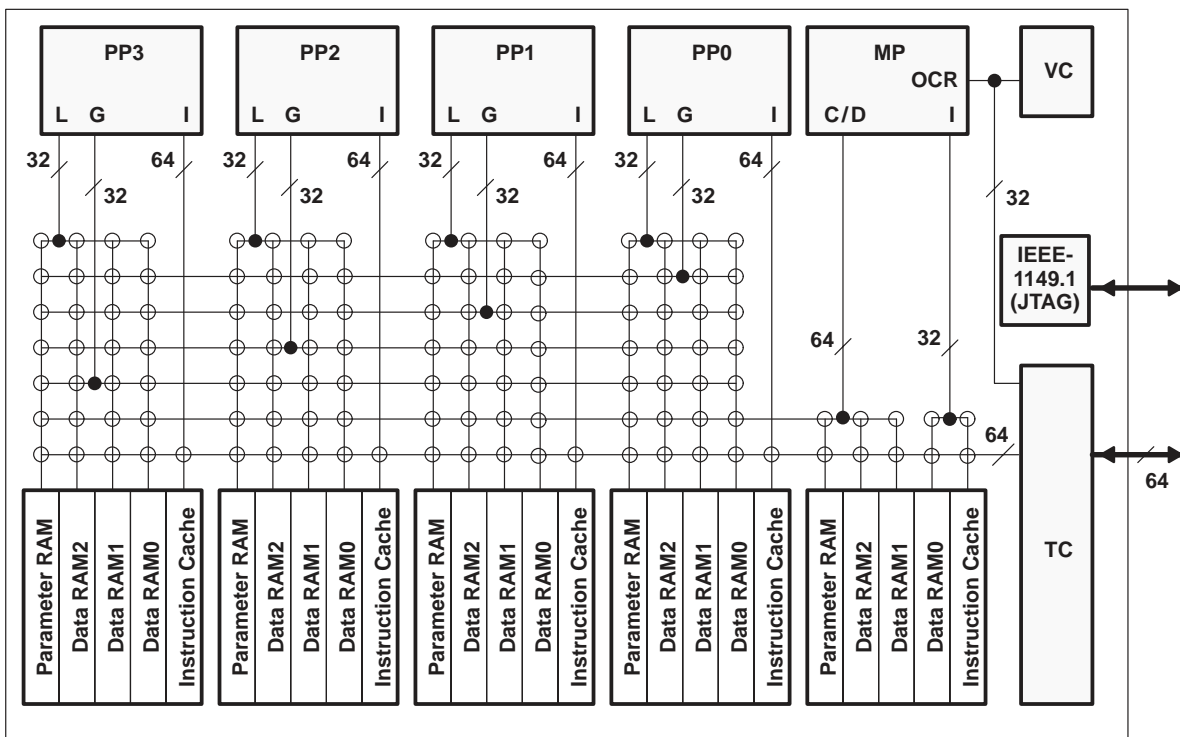 PP3
PP2
PP1
PP0
MP
OCR
VC
L G I
L G I
L G I
L G I
C/D I
32 64
32
32 64
32
32 64
32
32 64
32
32
IEEE-
1149.1
(JTAG)
64
32
64
64
TC
Parameter RAM
Data RAM2
Data RAM1
Data RAM0
Instruction Cache
Parameter RAM
Data RAM2
Data RAM1
Data RAM0
Instruction Cache
Parameter RAM
Data RAM2
Data RAM1
Data RAM0
Instruction Cache
Parameter RAM
Data RAM2
Data RAM1
Data RAM0
Instruction Cache
Parameter RAM
Data RAM2
Data RAM1
Data RAM0
Instruction Cache